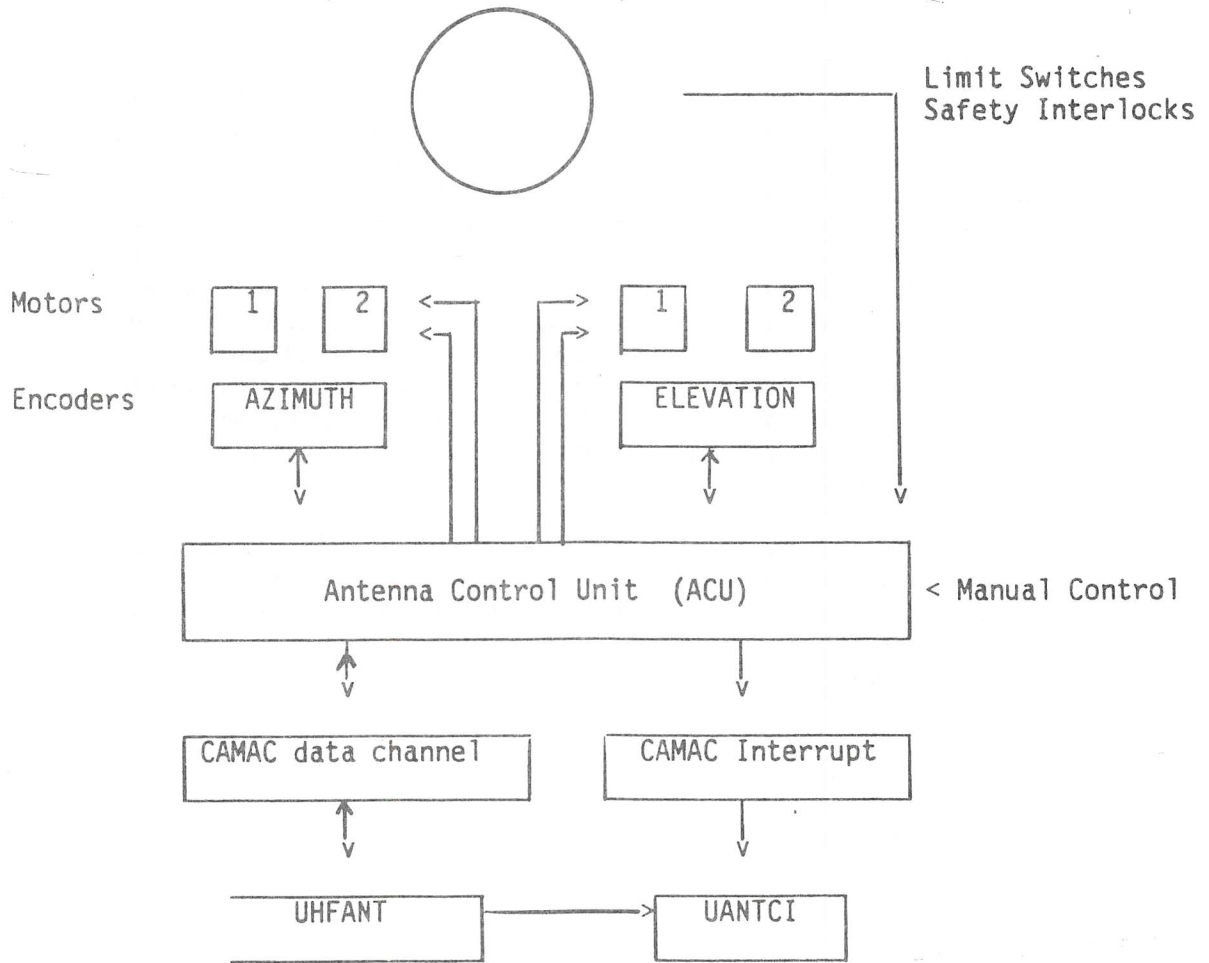 Limit Switches
Safety Interlocks
Motors 1 2 1 2
Encoders AZIMUTH ELEVATION
Antenna Control Unit (ACU) < Manual Control
CAMAC data channel CAMAC Interrupt
UHFANT UANTCI